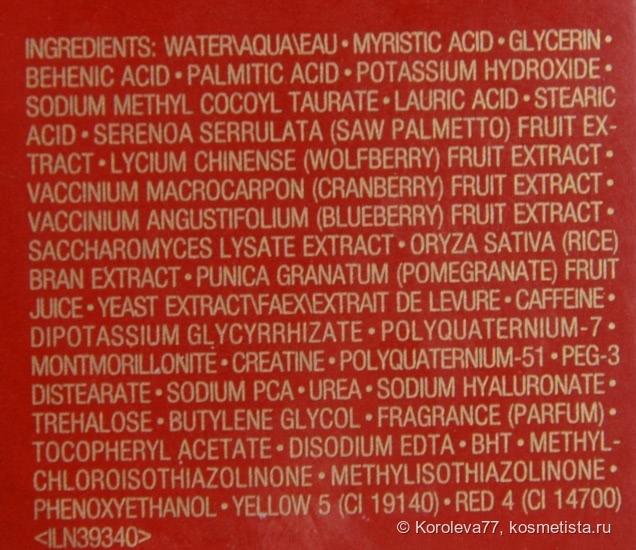 INGREDIENTS: WATER\AQUA\EAU • MYRISTIC ACID • GLYCERIN •
BEHENIC ACID • PALMITIC ACID • POTASSIUM HYDROXIDE •
SODIUM METHYL COCOYL TAURATE • LAURIC ACID • STEARIC
ACID • SERENOA SERRULATA (SAW PALMETTO) FRUIT EX-
TRACT • LYCIUM CHINENSE (WOLFBERRY) FRUIT EXTRACT •
VACCINIUM MACROCARPON (CRANBERRY) FRUIT EXTRACT •
VACCINIUM ANGUSTIFOLIUM (BLUEBERRY) FRUIT EXTRACT •
SACCHAROMYCES LYSATE EXTRACT • ORYZA SATIVA (RICE)
BRAN EXTRACT • PUNICA GRANATUM (POMEGRANATE) FRUIT
JUICE • YEAST EXTRACT\FAEX\EXTRAIT DE LEVURE • CAFFEINE •
DIPOTASSIUM GLYCYRRHIZATE • POLYQUATERNIUM-7 •
MONTMORILLONITE • CREATINE • POLYQUATERNIUM-51 • PEG-3
DISTEARATE • SODIUM PCA • UREA • SODIUM HYALURONATE •
TREHALOSE • BUTYLENE GLYCOL • FRAGRANCE (PARFUM) •
TOCOPHERYL ACETATE • DISODIUM EDTA • BHT • METHYL-
CHLOROISOTHIAZOLINONE • METHYLISOTHIAZOLINONE •
PHENOXYETHANOL • YELLOW 5 (CI 19140) • RED 4 (CI 14700)
<ILN39340>
© Koroleva77, kosmetista.ru